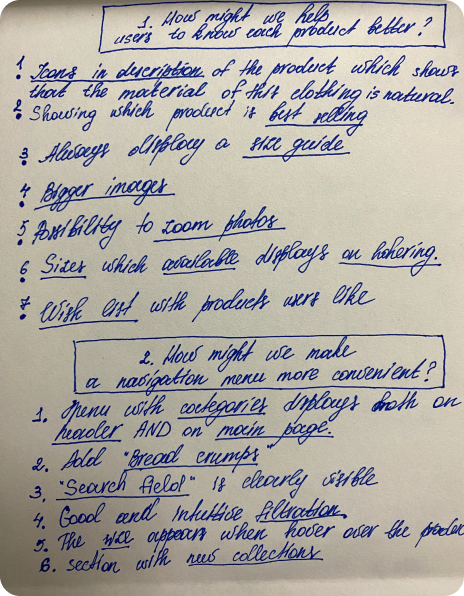 1. How might we help
users to know each product better?
1. Icons in description of the product which shows
that the material of this clothing is natural.
2. Showing which product is best selling
3. Always display a size guide
4. Bigger images
5. Possibility to zoom photos
6. Sizes which available displays on hohering.
7. Wish list with products users like
2. How might we make
a navigation menu more convenient?
1. Menu with categories displays both on
header AND on main page.
2. Add "Bread crumps"
3. "Search field" is clearly visible
4. Good and intuitive filtration
5. The appears when hover over the
6. section with new collections